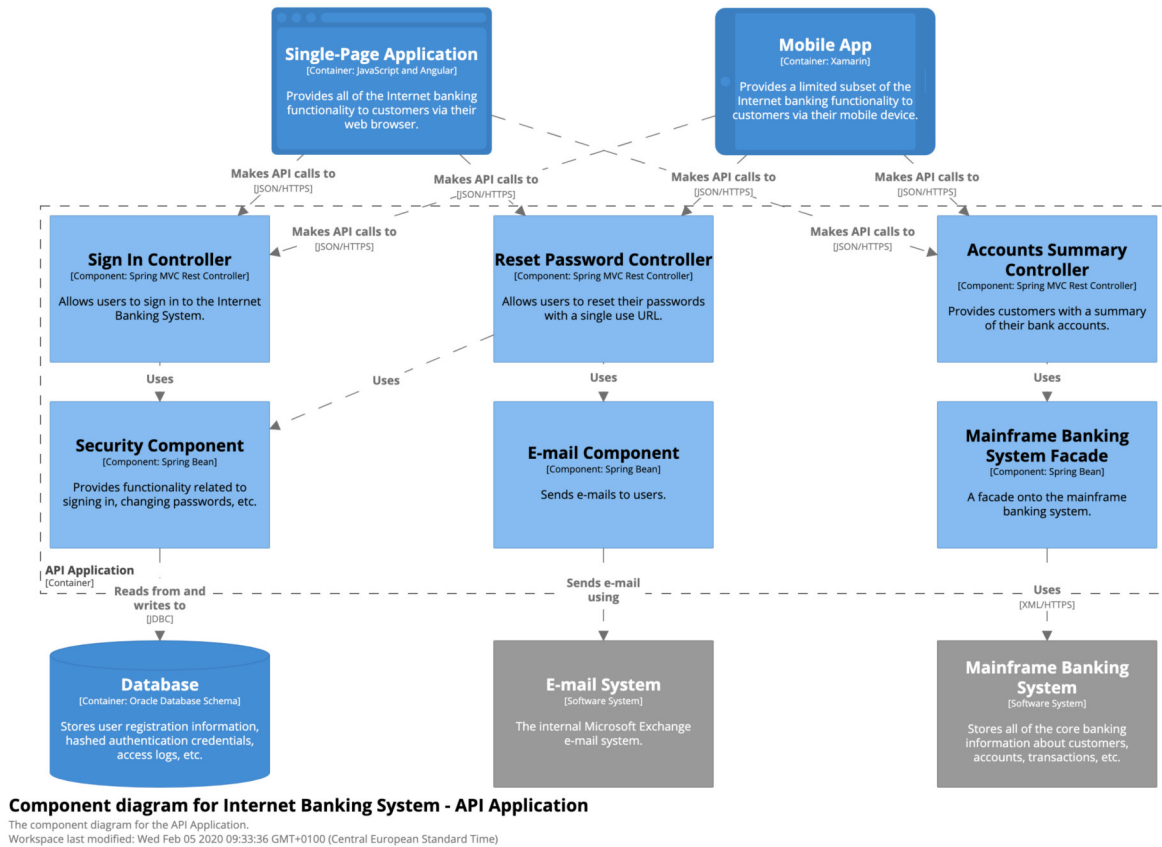 Single-Page Application
[Container: JavaScript and Angular]
Provides all of the Internet banking
functionality to customers via their
web browser.
Mobile App
[Container: Xamarin]
Provides a limited subset of the
Internet banking functionality to
customers via their mobile device.
Makes API calls to
[JSON/HTTPS]
Makes API calls to
[JSON/HTTPS]
Makes API calls to
[JSON/HTTPS]
Makes API calls to
[JSON/HTTPS]
Makes API calls to
[JSON/HTTPS]
Makes API calls to
[JSON/HTTPS]
Sign In Controller
[Component: Spring MVC Rest Controller]
Allows users to sign in to the Internet
Banking System.
Reset Password Controller
[Component: Spring MVC Rest Controller]
Allows users to reset their passwords
with a single use URL.
Accounts Summary
Controller
[Component: Spring MVC Rest Controller]
Provides customers with a summary
of their bank accounts.
Uses
Uses
Uses
Uses
Security Component
[Component: Spring Bean]
Provides functionality related to
signing in, changing passwords, etc.
E-mail Component
[Component: Spring Bean]
Sends e-mails to users.
Mainframe Banking
System Facade
[Component: Spring Bean]
A facade onto the mainframe
banking system.
API Application
[Container]
Reads from and
writes to
[JDBC]
Sends e-mail
using
Uses
[XML/HTTPS]
Database
[Container: Oracle Database Schema]
Stores user registration information,
hashed authentication credentials,
access logs, etc.
E-mail System
[Software System]
The internal Microsoft Exchange
e-mail system.
Mainframe Banking
System
[Software System]
Stores all of the core banking
information about customers,
accounts, transactions, etc.
Component diagram for Internet Banking System - API Application
The component diagram for the API Application.
Workspace last modified: Wed Feb 05 2020 09:33:36 GMT+0100 (Central European Standard Time)